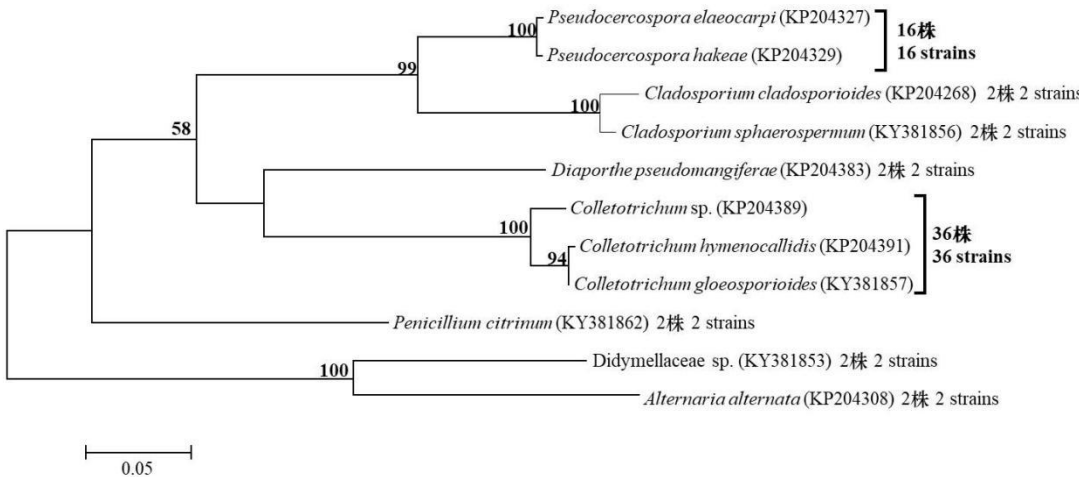 Pseudocercospora elaeocarpi (KP204327)
100
16株
16 strains
Pseudocercospora hakeae (KP204329)
99
Cladosporium cladosporioides (KP204268) 2株 2 strains
100
Cladosporium sphaerospermum (KY381856) 2株 2 strains
58
Diaporthe pseudomangiferae (KP204383) 2株 2 strains
Colletotrichum sp. (KP204389)
100
36株
36 strains
Colletotrichum hymenocallidis (KP204391)
94
Colletotrichum gloeosporioides (KY381857)
Penicillium citrinum (KY381862) 2株 2 strains
Didymellaceae sp. (KY381853) 2株 2 strains
100
Alternaria alternata (KP204308) 2株 2 strains
0.05